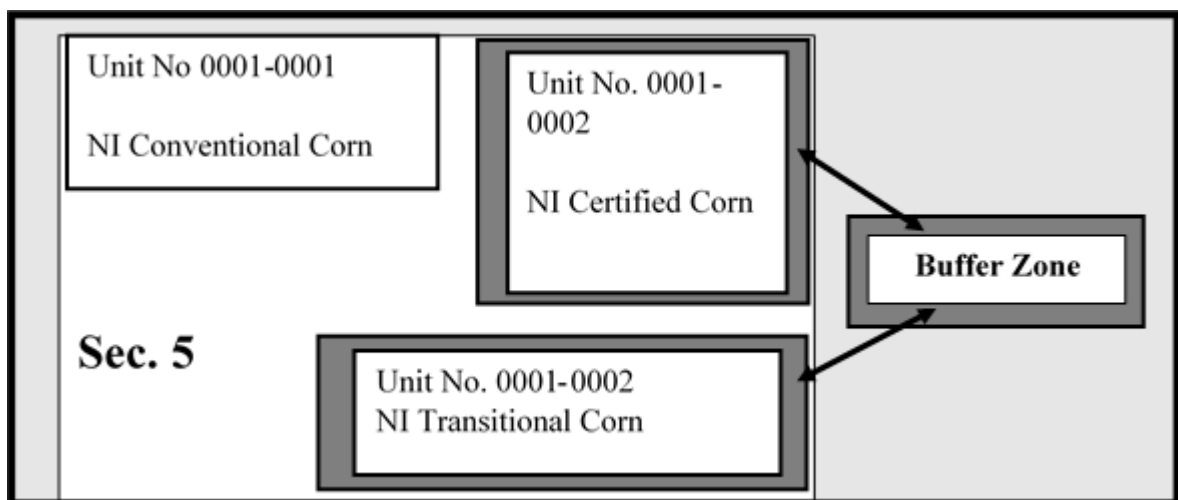 Unit No 0001-0001
NI Conventional Corn
Unit No. 0001-
0002
NI Certified Corn
Buffer Zone
Sec. 5
Unit No. 0001-0002
NI Transitional Corn